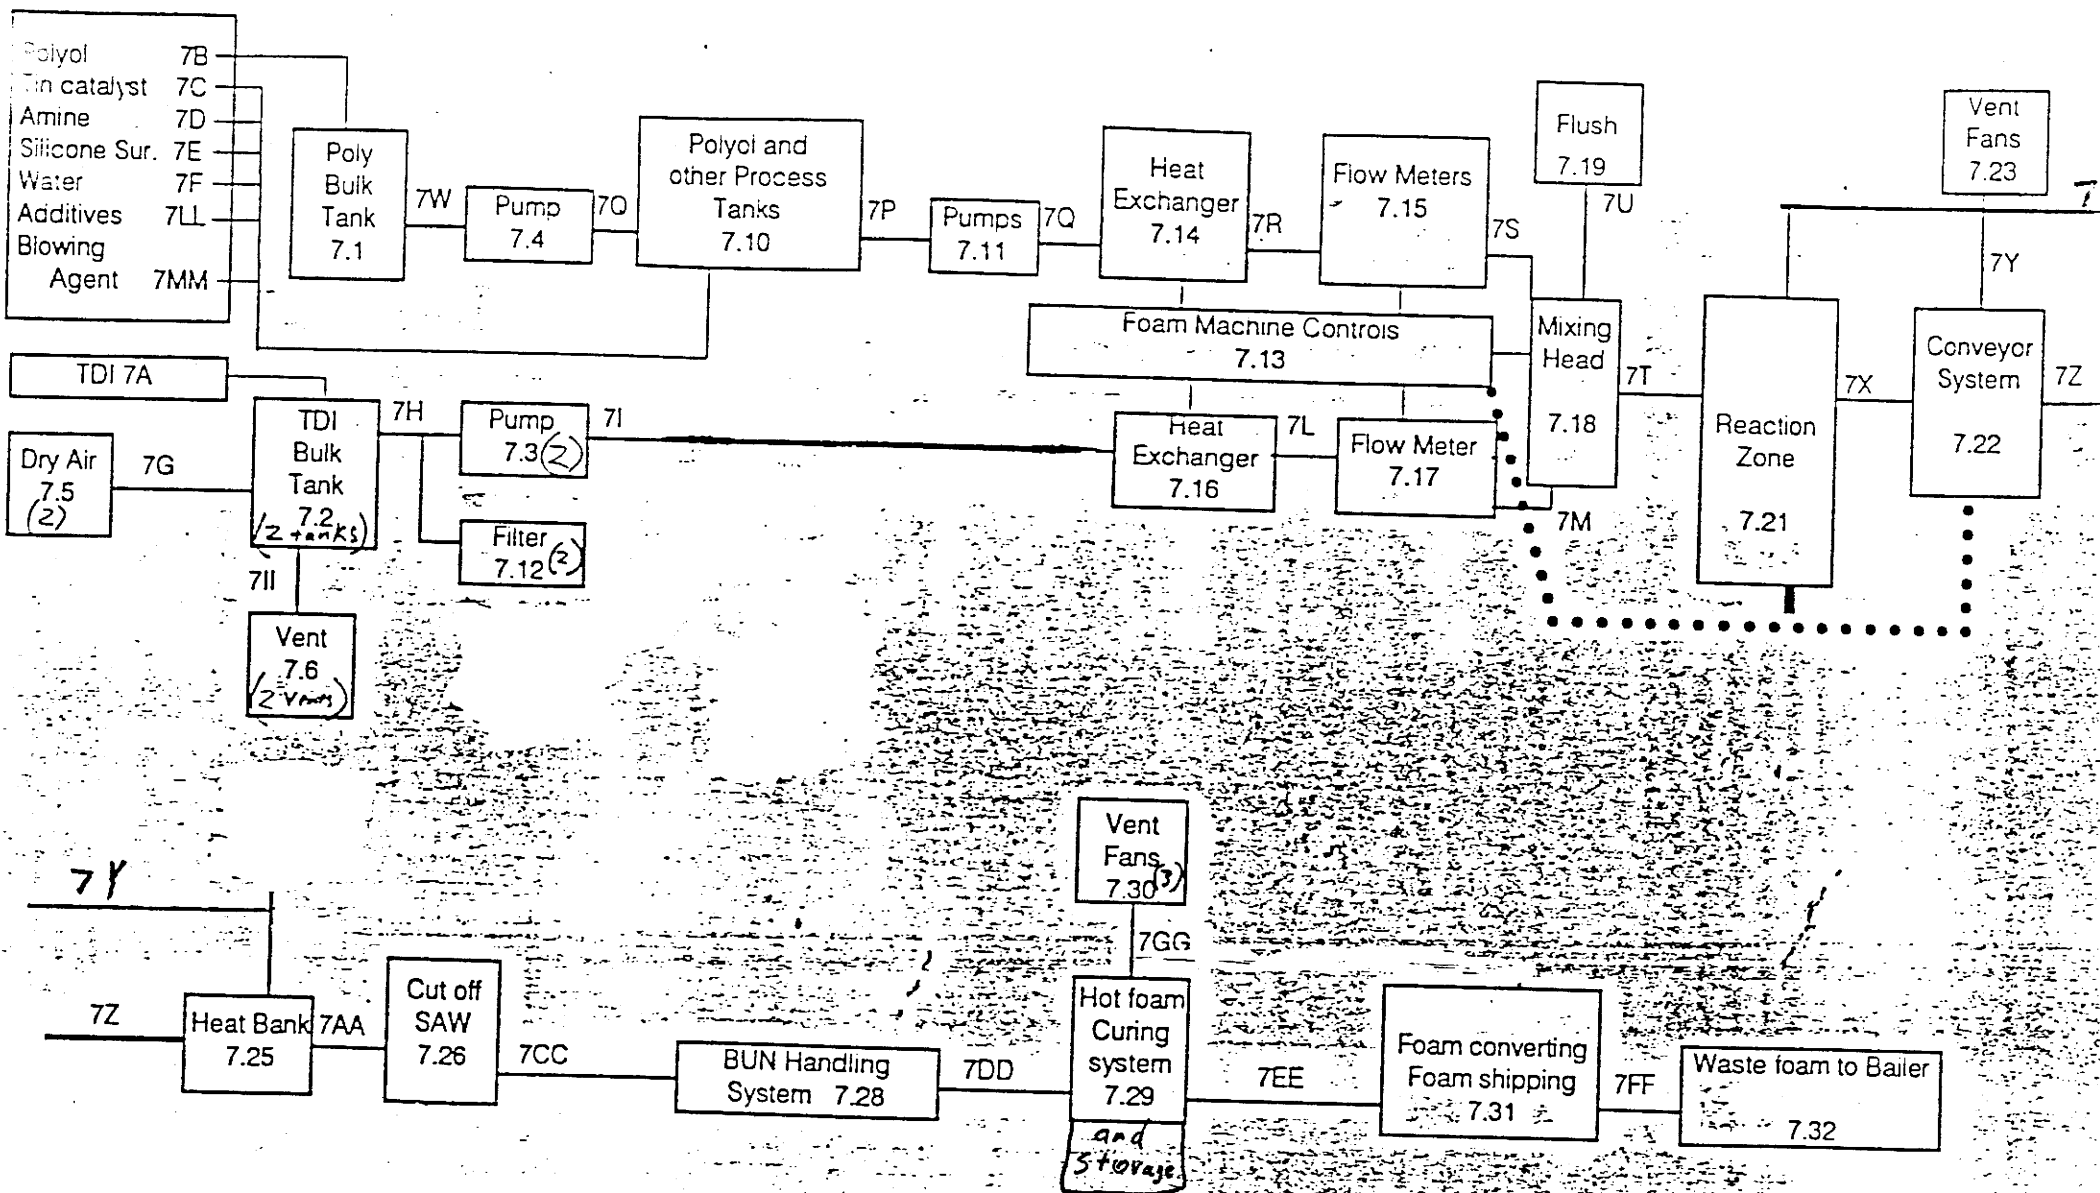 Polyol 7B
Tin catalyst 7C
Amine 7D
Silicone Sur. 7E
Water 7F
Additives 7LL
Blowing
Agent 7MM
Poly
Bulk
Tank
7.1
7W
Pump
7.4
7O
Polyol and
other Process
Tanks
7.10
7P
Pumps
7.11
7Q
Heat
Exchanger
7.14
7R
Flow Meters
7.15
7S
Flush
7.19
7U
Vent
Fans
7.23
7Y
Foam Machine Controls
7.13
Mixing
Head
7.18
7T
Reaction
Zone
7.21
7X
Conveyor
System
7.22
7Z
TDI 7A
Dry Air
7.5
(2)
7G
TDI
Bulk
Tank
7.2
(2 tanks)
7H
Pump
7.3 (2)
7I
Filter
7.12 (2)
Heat
Exchanger
7.16
7L
Flow Meter
7.17
7M
7II
Vent
7.6
(2 vents)
7Y
7Z
Heat Bank
7.25
7AA
Cut off
SAW
7.26
7CC
BUN Handling
System 7.28
7DD
Vent
Fans
7.30 (3)
7GG
Hot foam
Curing
system
7.29
and
storage
7EE
Foam converting
Foam shipping
7.31
7FF
Waste foam to Bailer
7.32